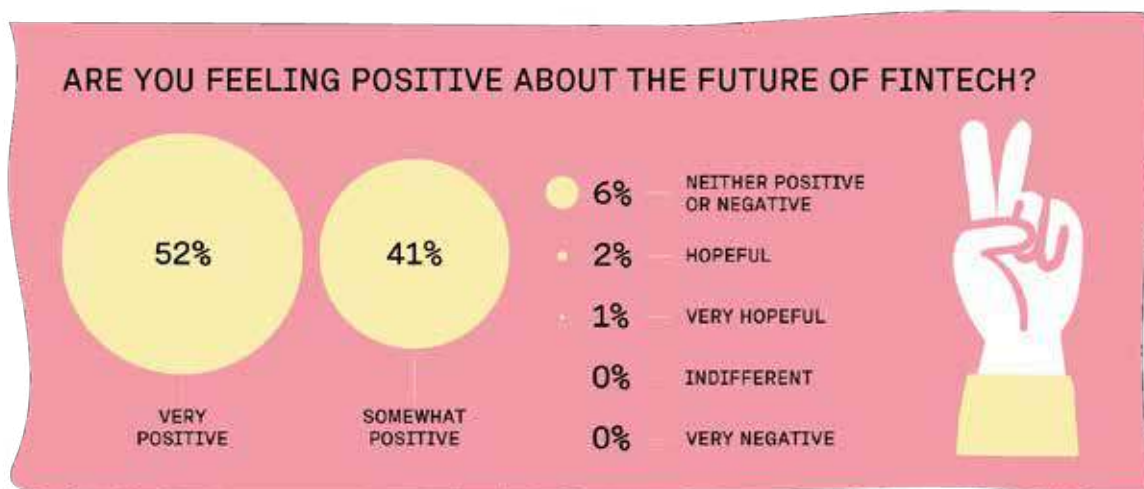 ARE YOU FEELING POSITIVE ABOUT THE FUTURE OF FINTECH?
52%
VERY
POSITIVE
41%
SOMEWHAT
POSITIVE
6% NEITHER POSITIVE
OR NEGATIVE
2% HOPEFUL
1% VERY HOPEFUL
0% INDIFFERENT
0% VERY NEGATIVE